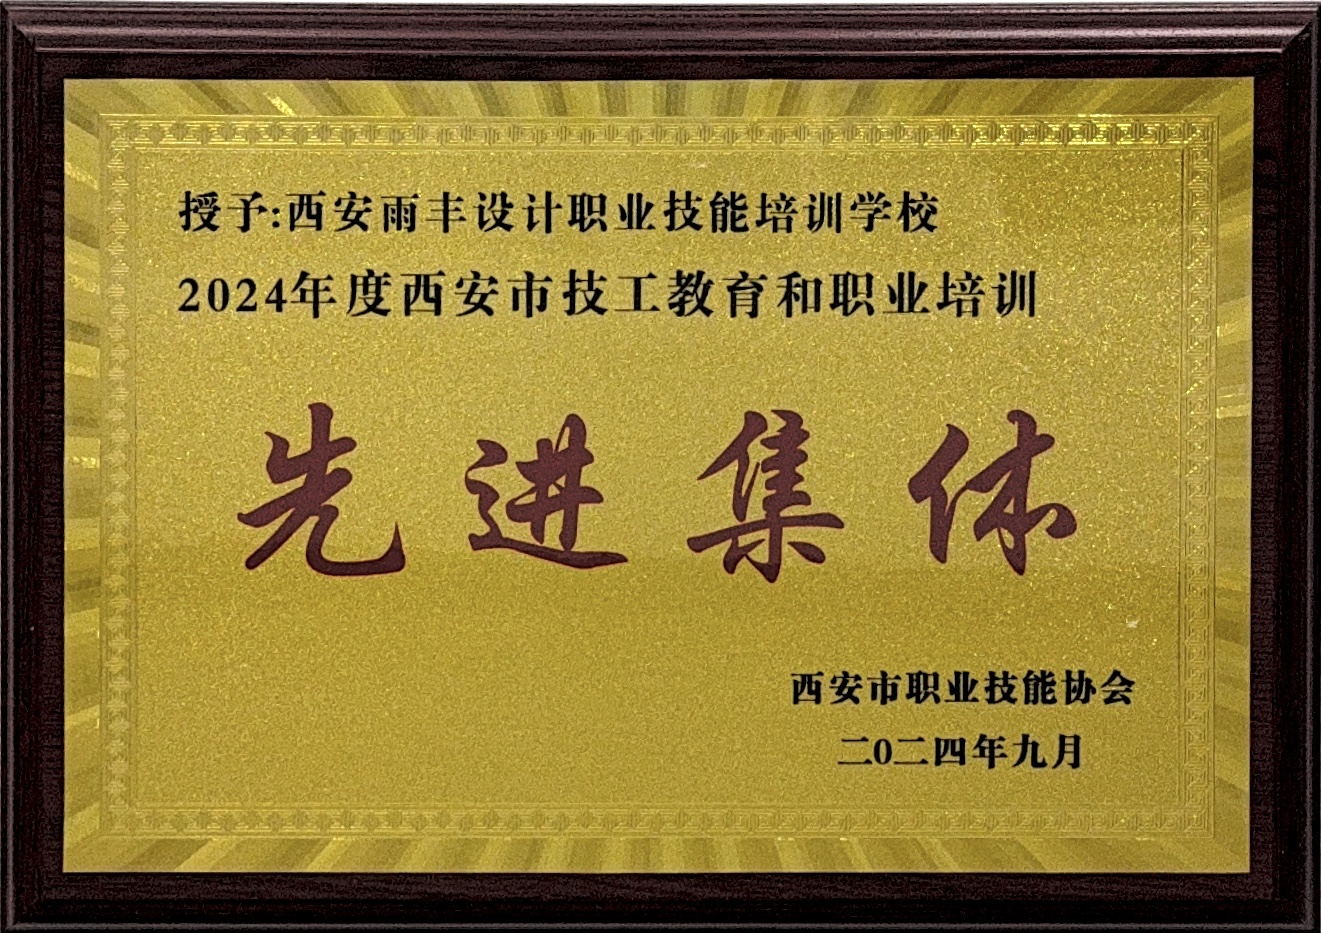 授予:西安雨丰设计职业技能培训学校
2024年度西安市技工教育和职业培训
先进集体
西安市职业技能协会
二0二四年九月